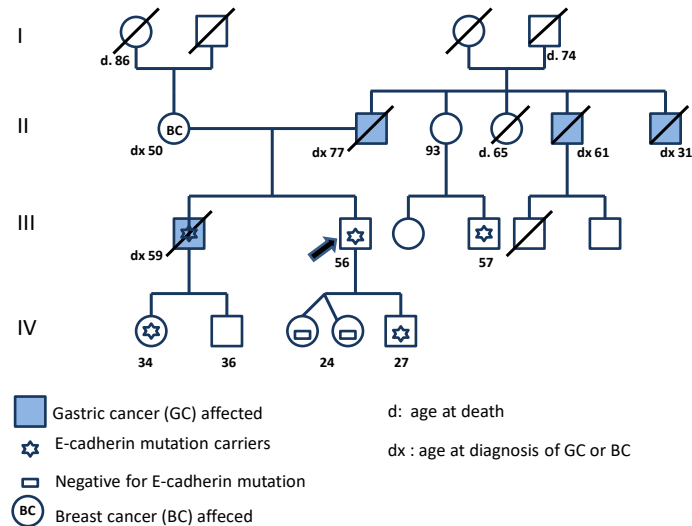 I
d. 86
d. 74
II
BC
dx 50
dx 77
93
d. 65
dx 61
dx 31
III
dx 59
56
57
IV
34
36
24
27
Gastric cancer (GC) affected
d: age at death
E-cadherin mutation carriers
dx : age at diagnosis of GC or BC
Negative for E-cadherin mutation
BC
Breast cancer (BC) affeced